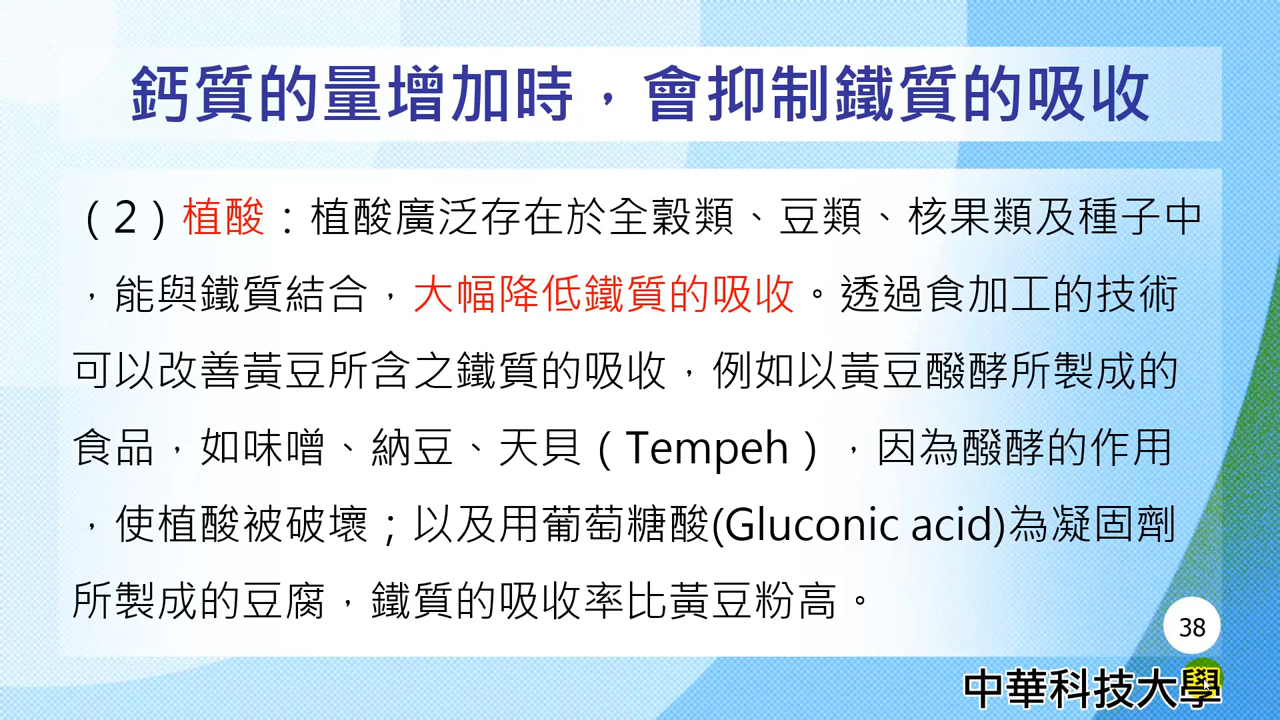 鈣質的量增加時，會抑制鐵質的吸收
（2）植酸：植酸廣泛存在於全穀類、豆類、核果類及種子中
，能與鐵質結合，大幅降低鐵質的吸收。透過食加工的技術
可以改善黃豆所含之鐵質的吸收，例如以黃豆醱酵所製成的
食品，如味噌、納豆、天貝（Tempeh），因為醱酵的作用
，使植酸被破壞；以及用葡萄糖酸(Gluconic acid)為凝固劑
所製成的豆腐，鐵質的吸收率比黃豆粉高。
38
中華科技大學